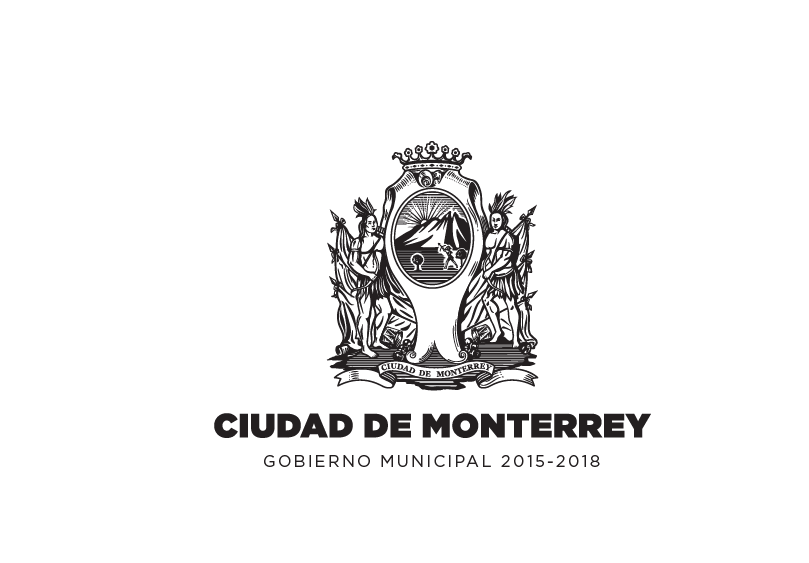 CIUDAD DE MONTERREY
CIUDAD DE MONTERREY
GOBIERNO MUNICIPAL 2015-2018